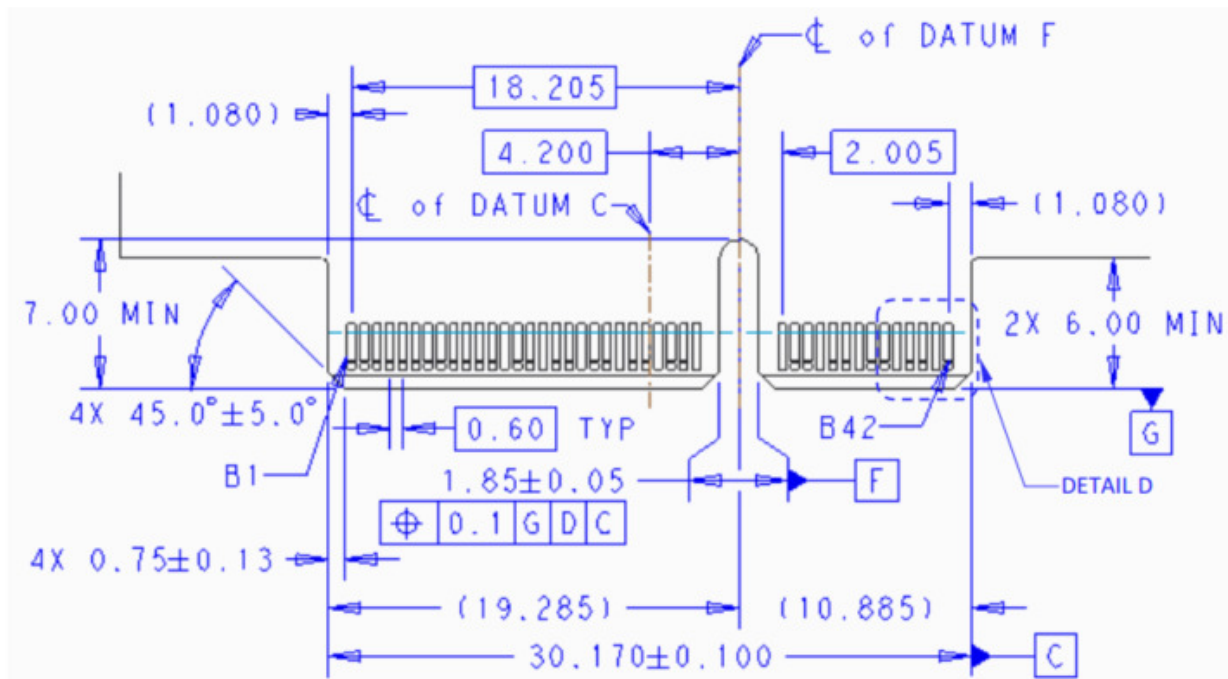 ℄ of DATUM F
18.205
(1.080)
4.200
2.005
℄ of DATUM C
(1.080)
7.00 MIN
2X 6.00 MIN
4X 45.0°±5.0°
0.60 TYP
B42
G
B1
1.85±0.05
F
DETAIL D
⌖ 0.1 G D C
4X 0.75±0.13
(19.285)
(10.885)
30.170±0.100
C